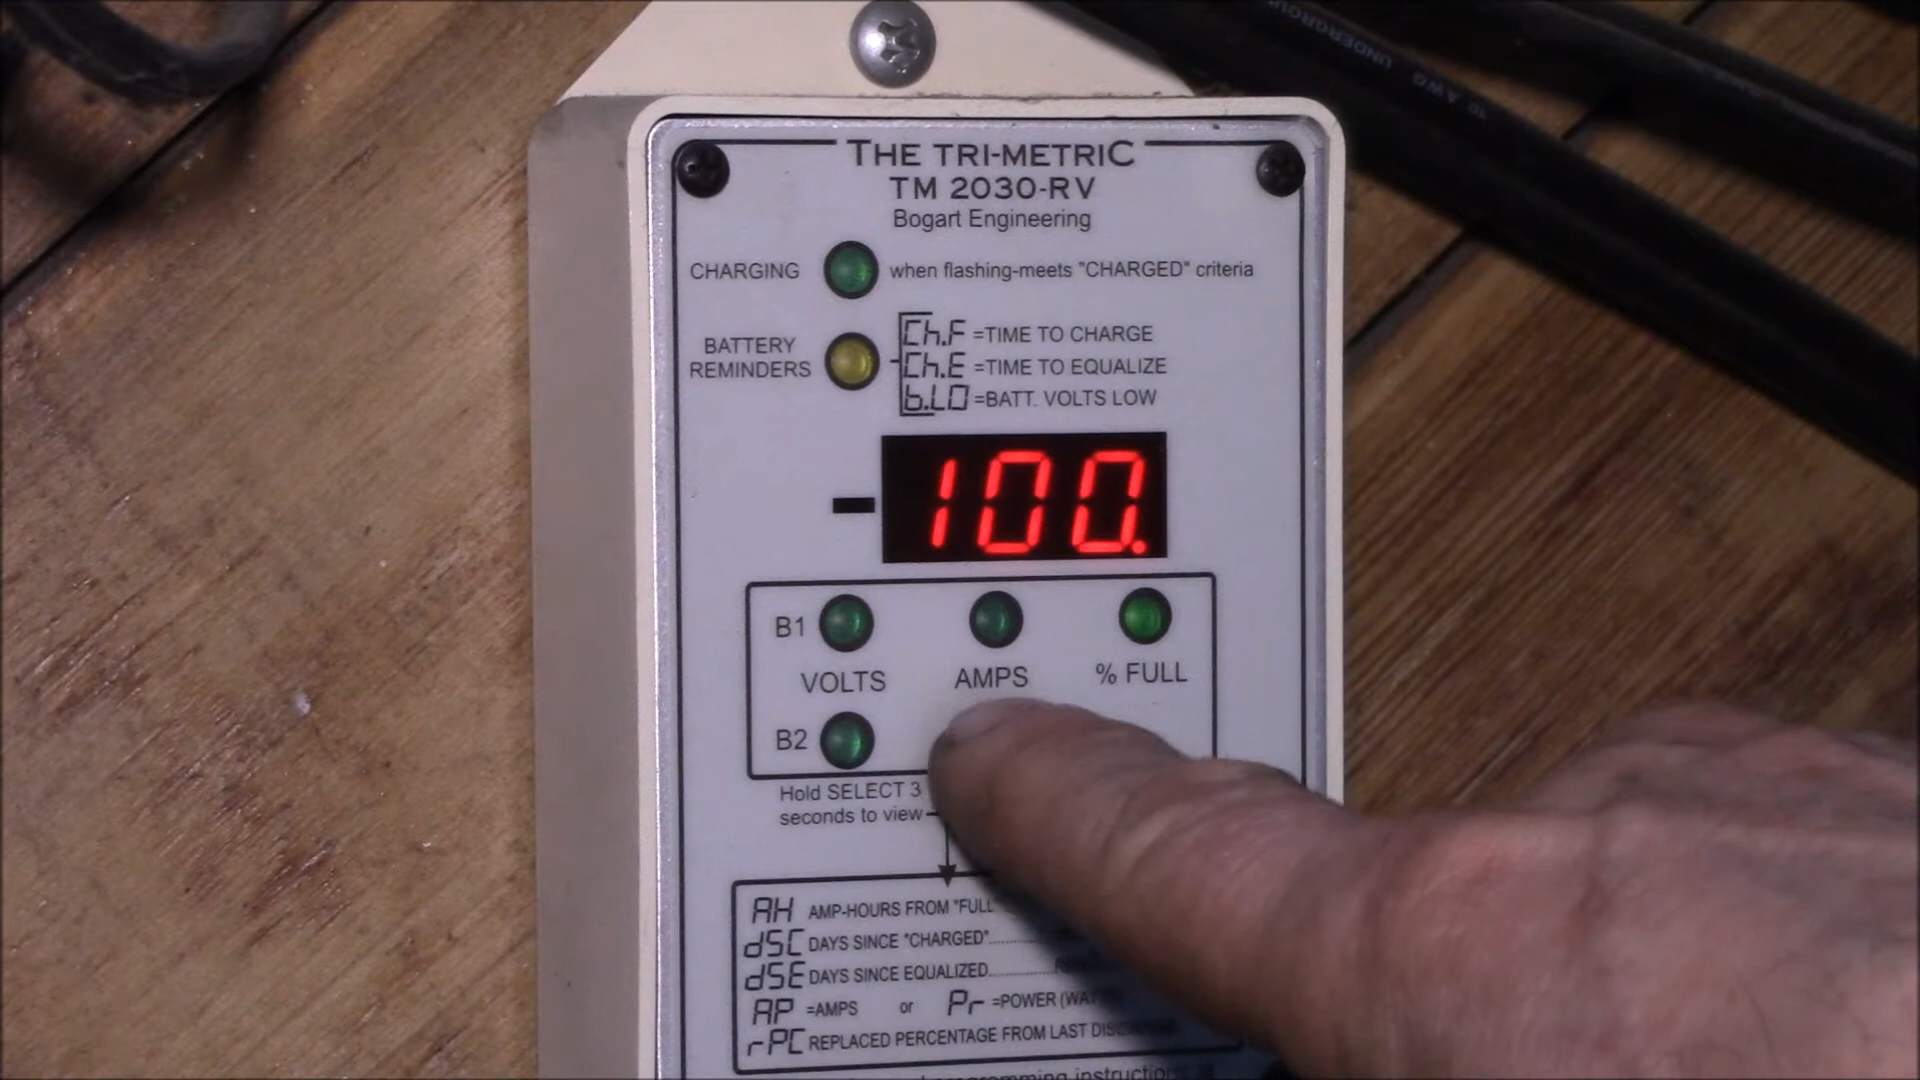 UNDERGROU
10 AWG
THE TRI-METRIC
TM 2030-RV
Bogart Engineering
CHARGING when flashing-meets "CHARGED" criteria
BATTERY REMINDERS
Ch.F =TIME TO CHARGE
Ch.E =TIME TO EQUALIZE
b.LO =BATT. VOLTS LOW
-100.
B1
VOLTS AMPS % FULL
B2
Hold SELECT 3
seconds to view
AH AMP-HOURS FROM "FULL"
dSC DAYS SINCE "CHARGED"
dSE DAYS SINCE EQUALIZED
AP =AMPS or Pr =POWER
rPC REPLACED PERCENTAGE FROM LAST
programming instruction